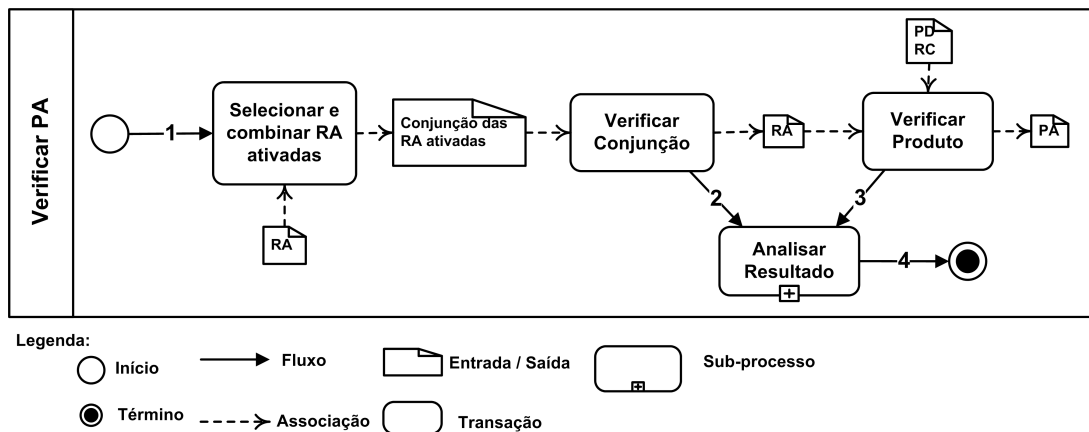 Verificar PA
1
Selecionar e
combinar RA
ativadas
RA
Conjunção das
RA ativadas
Verificar
Conjunção
RA
PD
RC
Verificar
Produto
PA
2
3
Analisar
Resultado
4
Legenda:
Início
Fluxo
Entrada / Saída
Sub-processo
Término
Associação
Transação